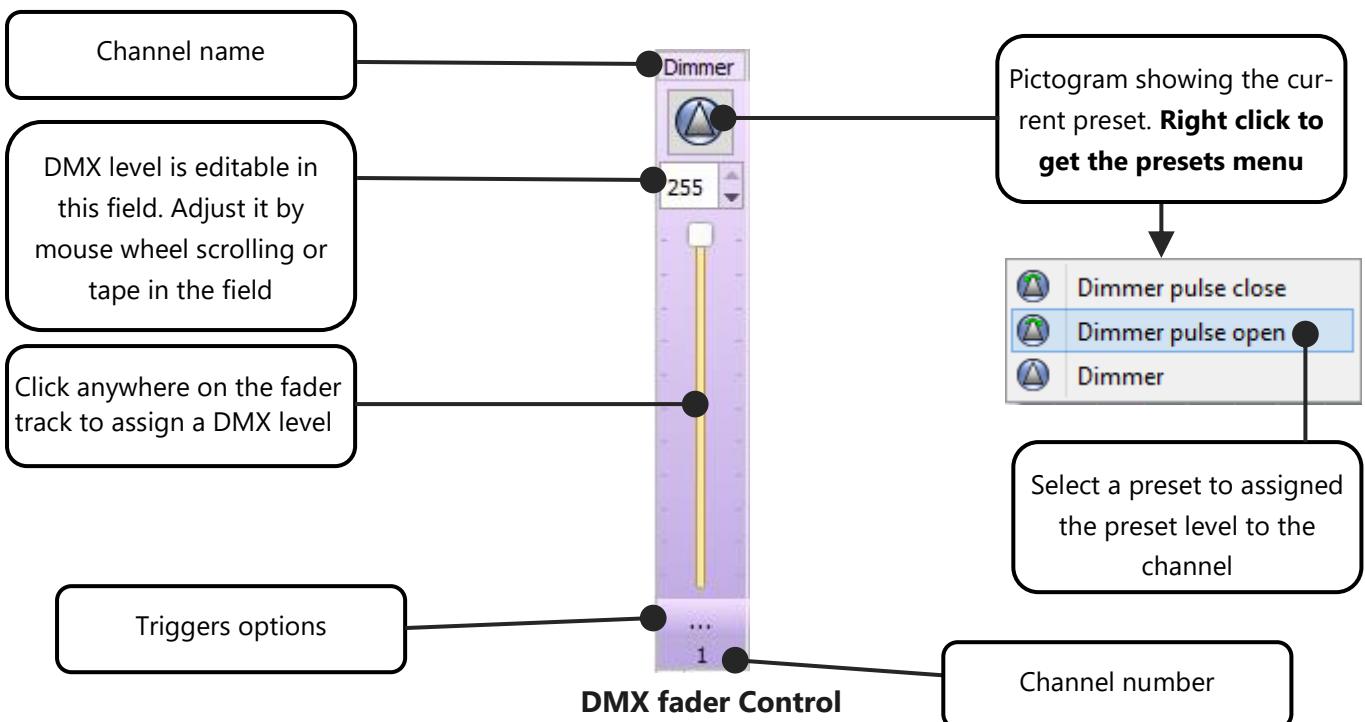 Channel name
Dimmer
Pictogram showing the cur-
rent preset. Right click to
get the presets menu
DMX level is editable in
this field. Adjust it by
mouse wheel scrolling or
tape in the field
255
Dimmer pulse close
Dimmer pulse open
Dimmer
Click anywhere on the fader
track to assign a DMX level
Select a preset to assigned
the preset level to the
channel
Triggers options
...
1
Channel number
DMX fader Control